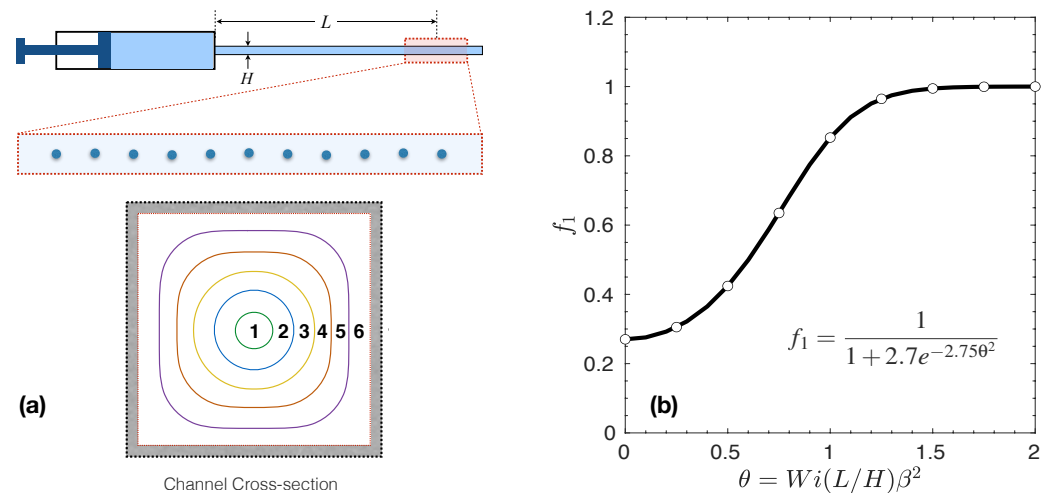 L
H
1 2 3 4 5 6
(a)
Channel Cross-section
1.2
1
0.8
0.6
0.4
0.2
0
f₁
f₁ = 1 / (1 + 2.7e^{-2.75θ²})
(b)
0 0.5 1 1.5 2
θ = Wi(L/H)β²